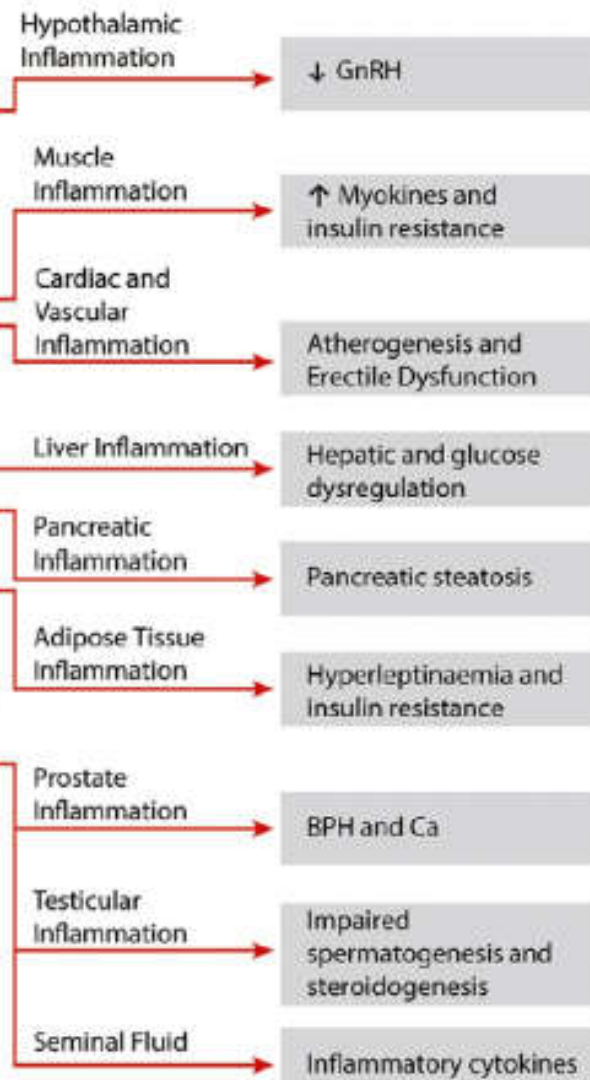 Hypothalamic
Inflammation
↓ GnRH
Muscle
Inflammation
↑ Myokines and
insulin resistance
Cardiac and
Vascular
Inflammation
Atherogenesis and
Erectile Dysfunction
Liver Inflammation
Hepatic and glucose
dysregulation
Pancreatic
Inflammation
Pancreatic steatosis
Adipose Tissue
Inflammation
Hyperleptinaemia and
insulin resistance
Prostate
Inflammation
BPH and Ca
Testicular
Inflammation
Impaired
spermatogenesis and
steroidogenesis
Seminal Fluid
Inflammatory cytokines